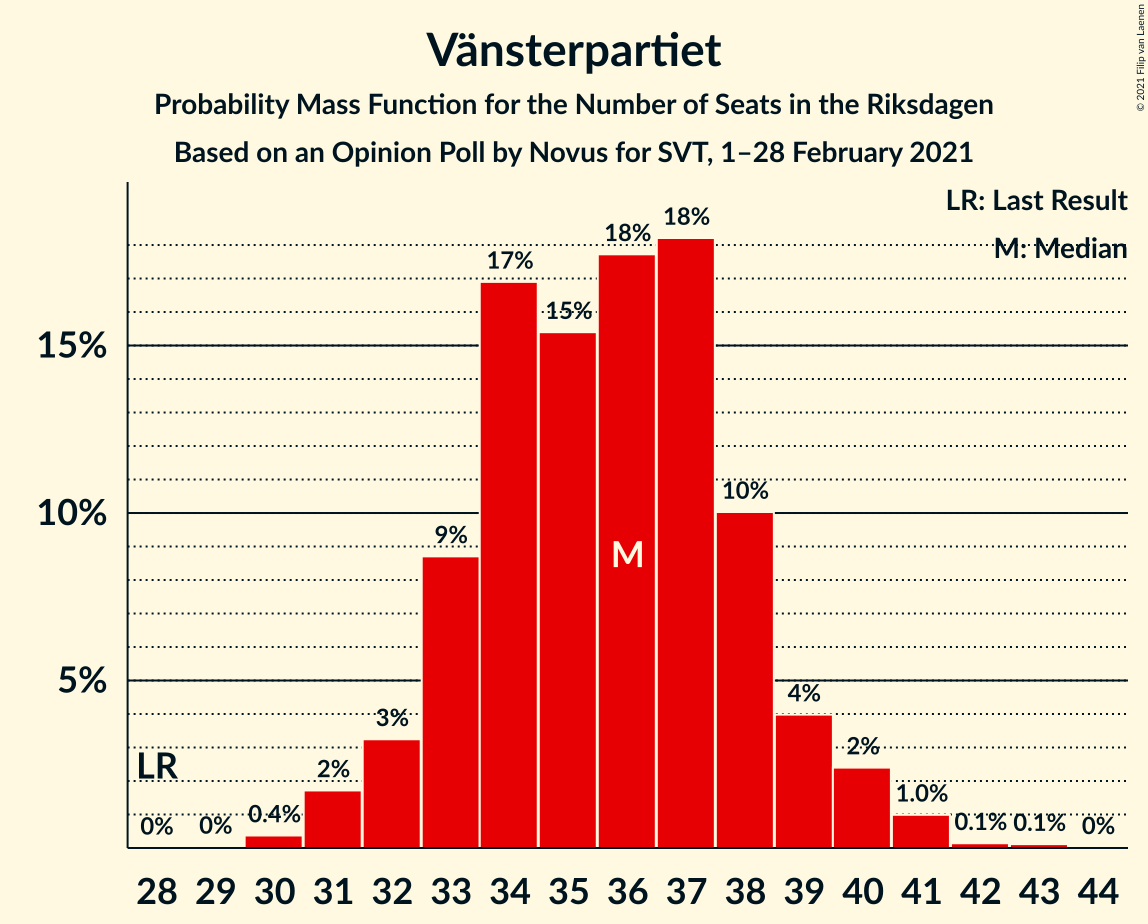 Vänsterpartiet
Probability Mass Function for the Number of Seats in the Riksdagen
Based on an Opinion Poll by Novus for SVT, 1–28 February 2021
© 2021 Filip van Laenen
LR: Last Result
M: Median
15%
10%
5%
LR
0%
0%
0.4%
2%
3%
9%
17%
15%
18%
M
18%
10%
4%
2%
1.0%
0.1%
0.1%
0%
28 29 30 31 32 33 34 35 36 37 38 39 40 41 42 43 44